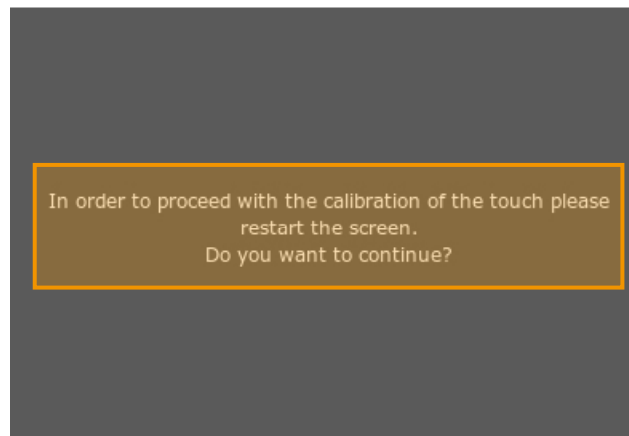 In order to proceed with the calibration of the touch please
restart the screen.
Do you want to continue?